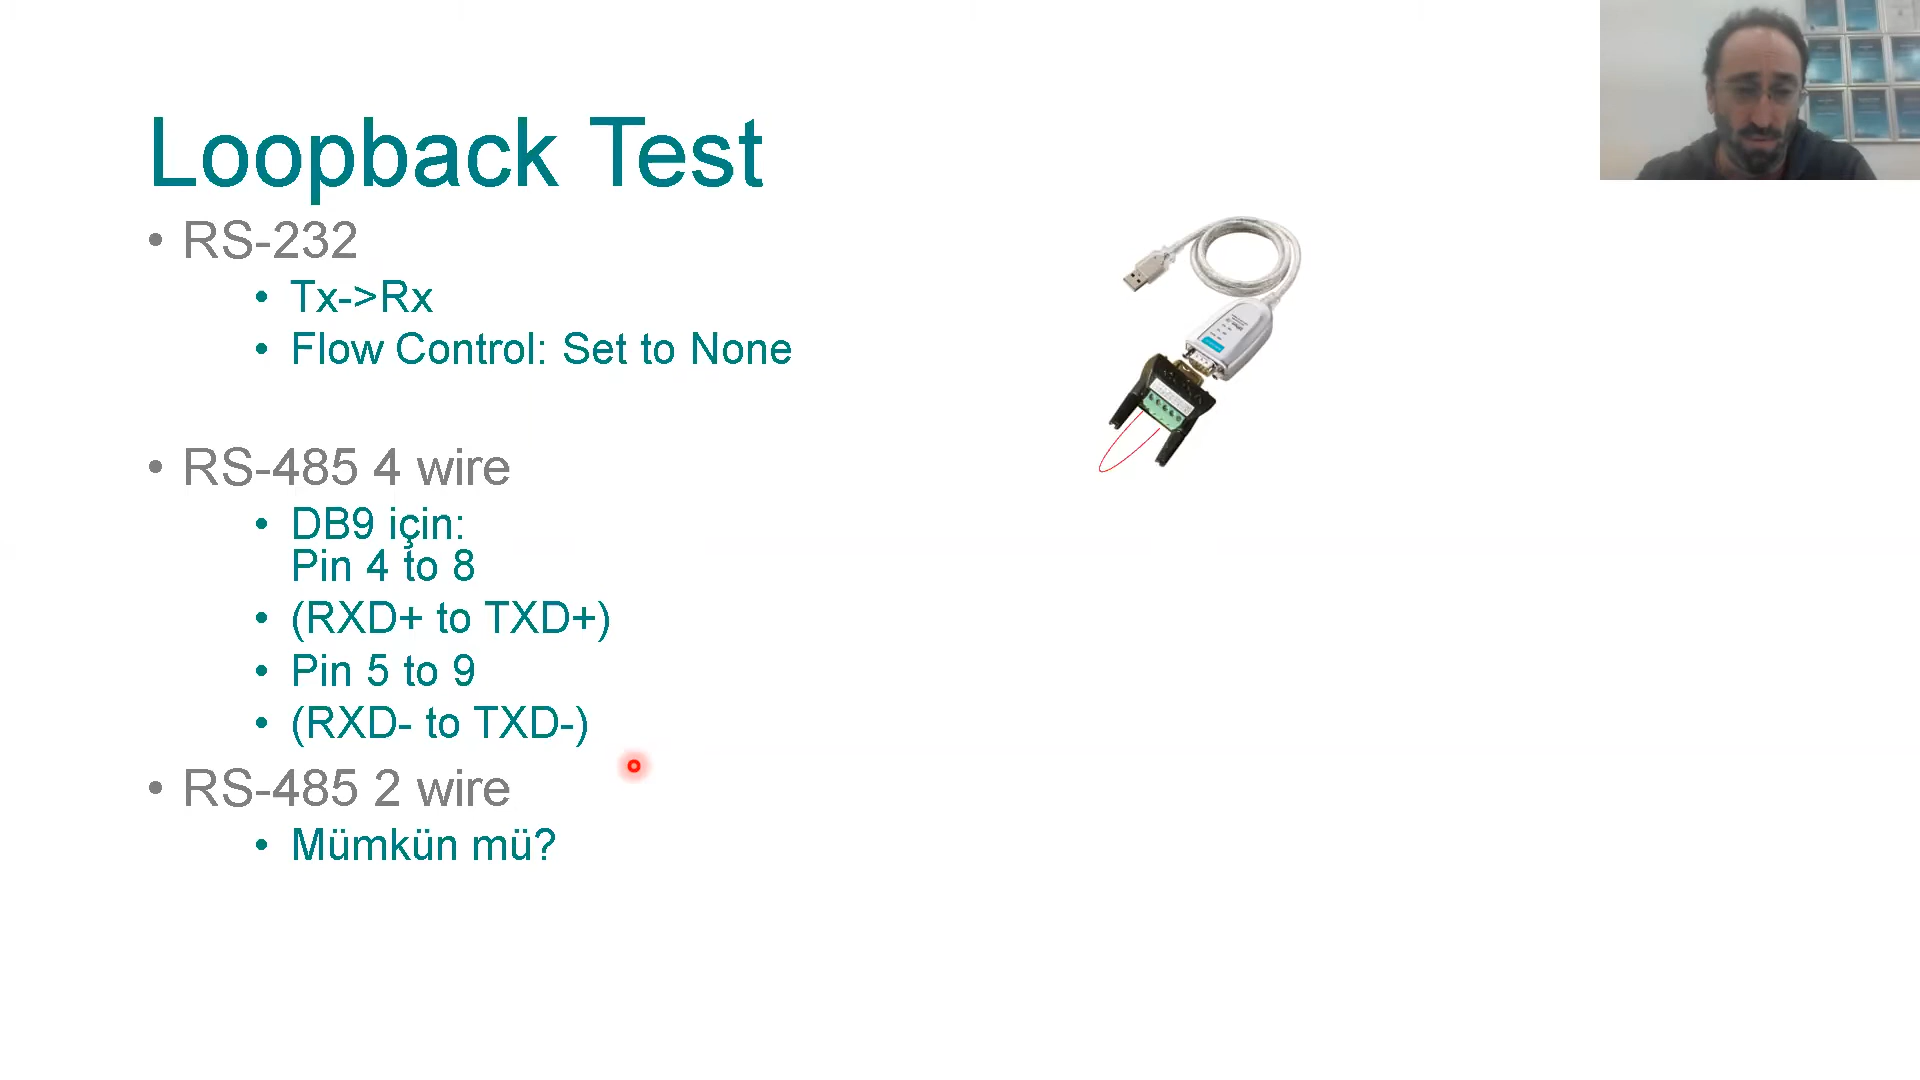 Loopback Test
• RS-232
• Tx->Rx
• Flow Control: Set to None
• RS-485 4 wire
• DB9 için:
Pin 4 to 8
• (RXD+ to TXD+)
• Pin 5 to 9
• (RXD- to TXD-)
• RS-485 2 wire
• Mümkün mü?